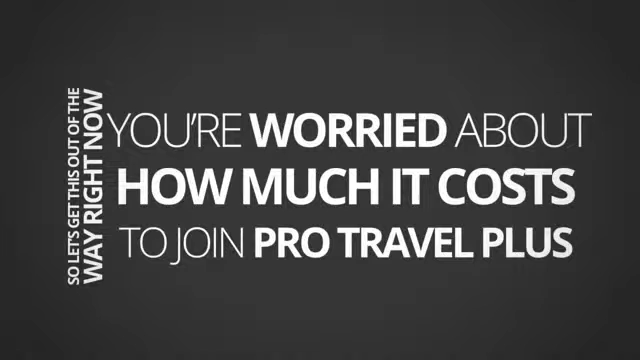 SO LET'S GET THIS OUT OF THE
WAY RIGHT NOW
YOU'RE WORRIED ABOUT
HOW MUCH IT COSTS
TO JOIN PRO TRAVEL PLUS